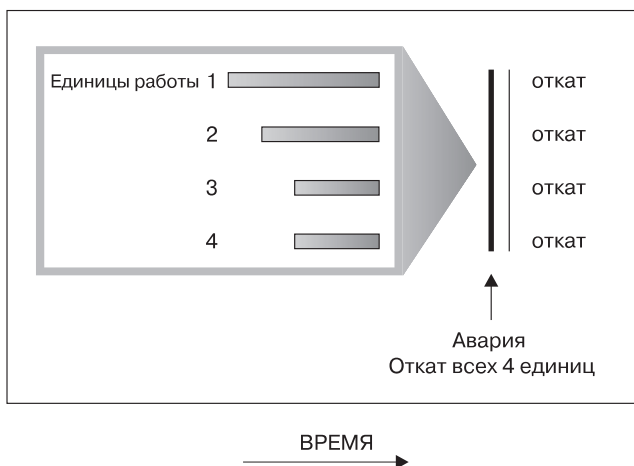 Единицы работы 1 откат
2 откат
3 откат
4 откат
Авария
Откат всех 4 единиц
ВРЕМЯ